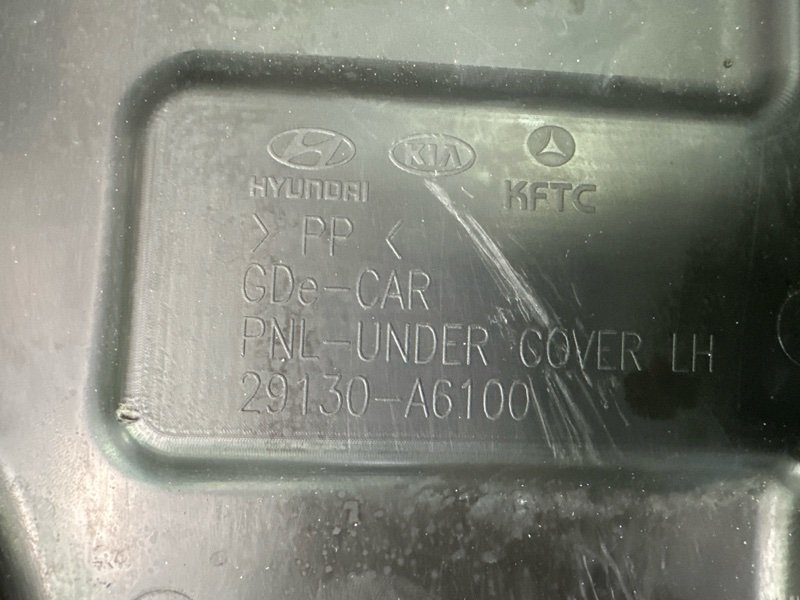 HYUNDAI KIA KFTC
> PP <
GDe-CAR
PNL-UNDER COVER LH
29130-A6100